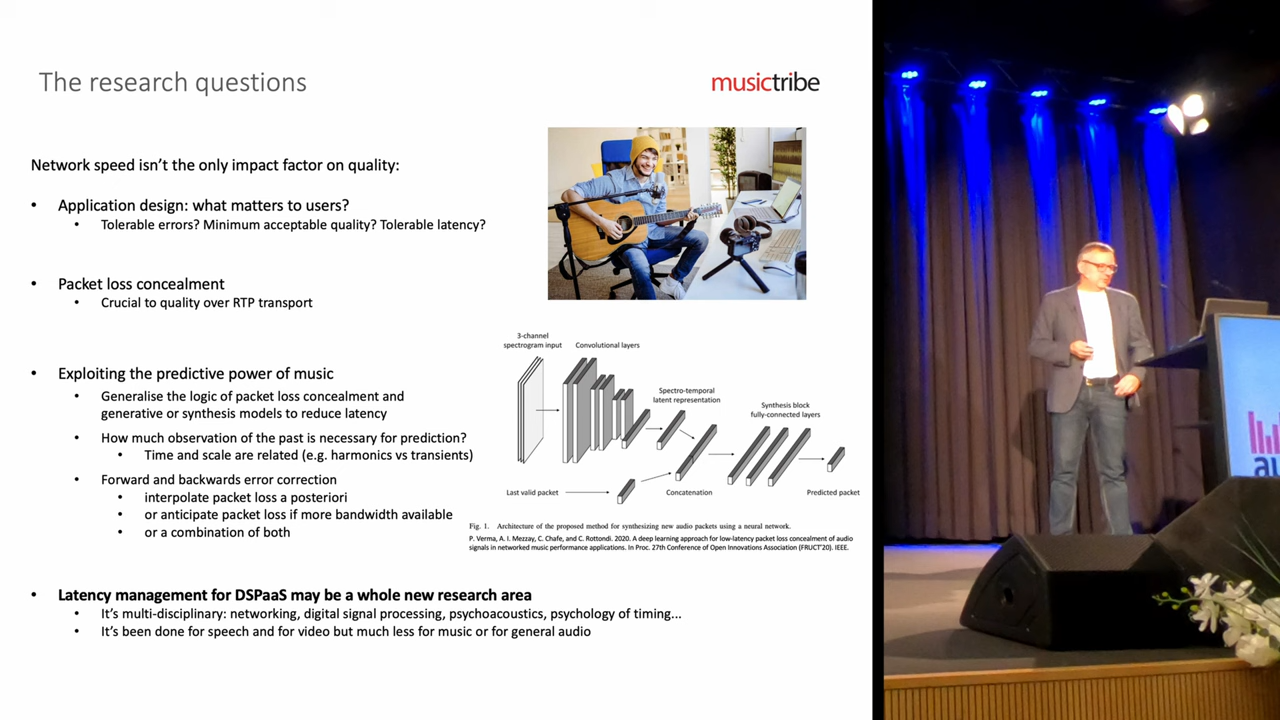 The research questions
musictribe
Network speed isn't the only impact factor on quality:
• Application design: what matters to users?
• Tolerable errors? Minimum acceptable quality? Tolerable latency?
• Packet loss concealment
• Crucial to quality over RTP transport
• Exploiting the predictive power of music
• Generalise the logic of packet loss concealment and
generative or synthesis models to reduce latency
• How much observation of the past is necessary for prediction?
• Time and scale are related (e.g. harmonics vs transients)
• Forward and backwards error correction
• interpolate packet loss a posteriori
• or anticipate packet loss if more bandwidth available
• or a combination of both
3-channel
spectrogram input
Convolutional layers
Spectro-temporal
latent representation
Synthesis block
fully-connected layers
Last valid packet
Concatenation
Predicted packet
Fig. 1. Architecture of the proposed method for synthesizing new audio packets using a neural network.
P. Verma, A. I. Mezzay, C. Chafe, and C. Rottondi. 2020. A deep learning approach for low-latency packet loss concealment of audio
signals in networked music performance applications. In Proc. 27th Conference of Open Innovations Association (FRUCT'20). IEEE.
• Latency management for DSPaaS may be a whole new research area
• It's multi-disciplinary: networking, digital signal processing, psychoacoustics, psychology of timing...
• It's been done for speech and for video but much less for music or for general audio